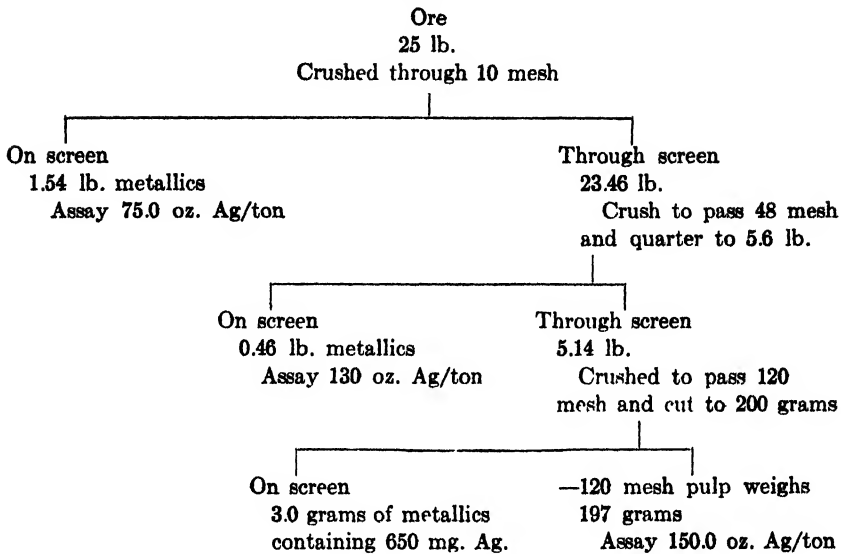 Ore
25 lb.
Crushed through 10 mesh
On screen
1.54 lb. metallics
Assay 75.0 oz. Ag/ton
Through screen
23.46 lb.
Crush to pass 48 mesh
and quarter to 5.6 lb.
On screen
0.46 lb. metallics
Assay 130 oz. Ag/ton
Through screen
5.14 lb.
Crushed to pass 120
mesh and cut to 200 grams
On screen
3.0 grams of metallics
containing 650 mg. Ag.
—120 mesh pulp weighs
197 grams
Assay 150.0 oz. Ag/ton